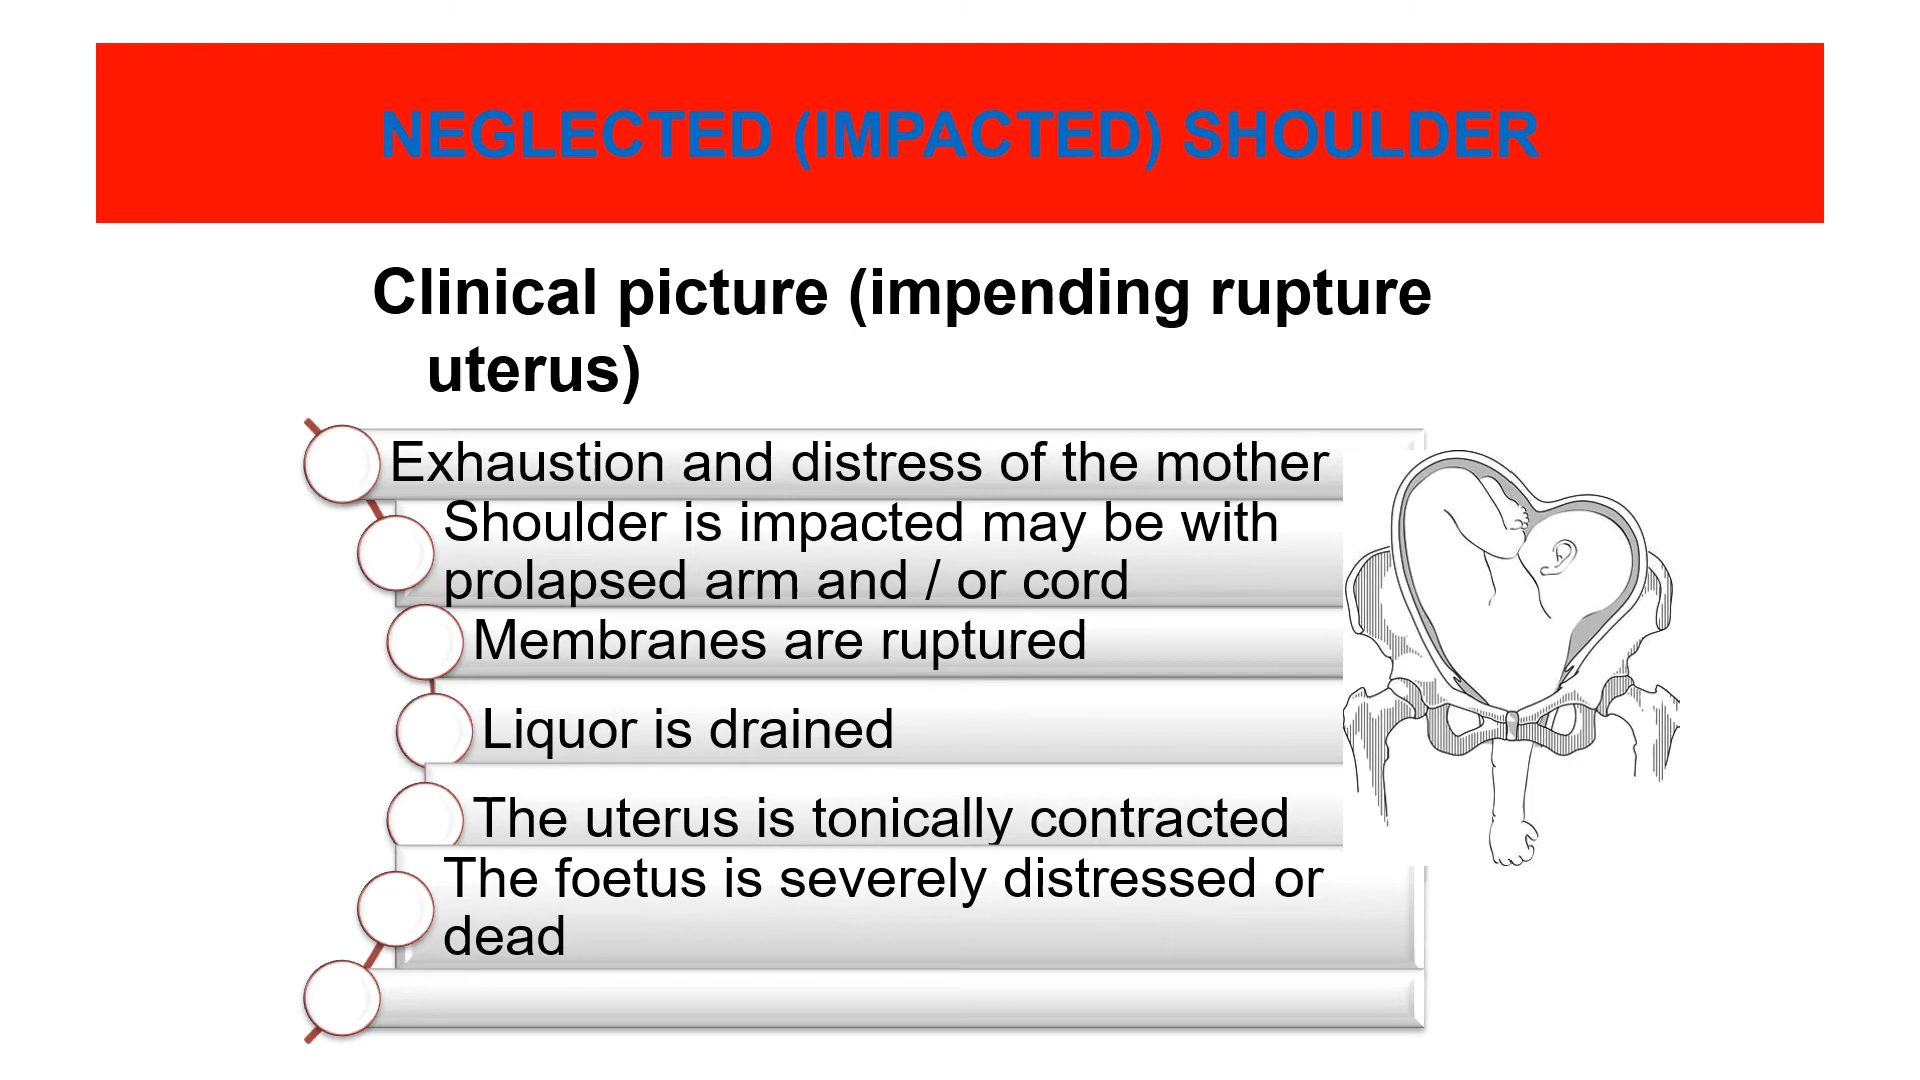 NEGLECTED (IMPACTED) SHOULDER
Clinical picture (impending rupture
uterus)
Exhaustion and distress of the mother
Shoulder is impacted may be with
prolapsed arm and / or cord
Membranes are ruptured
Liquor is drained
The uterus is tonically contracted
The foetus is severely distressed or
dead